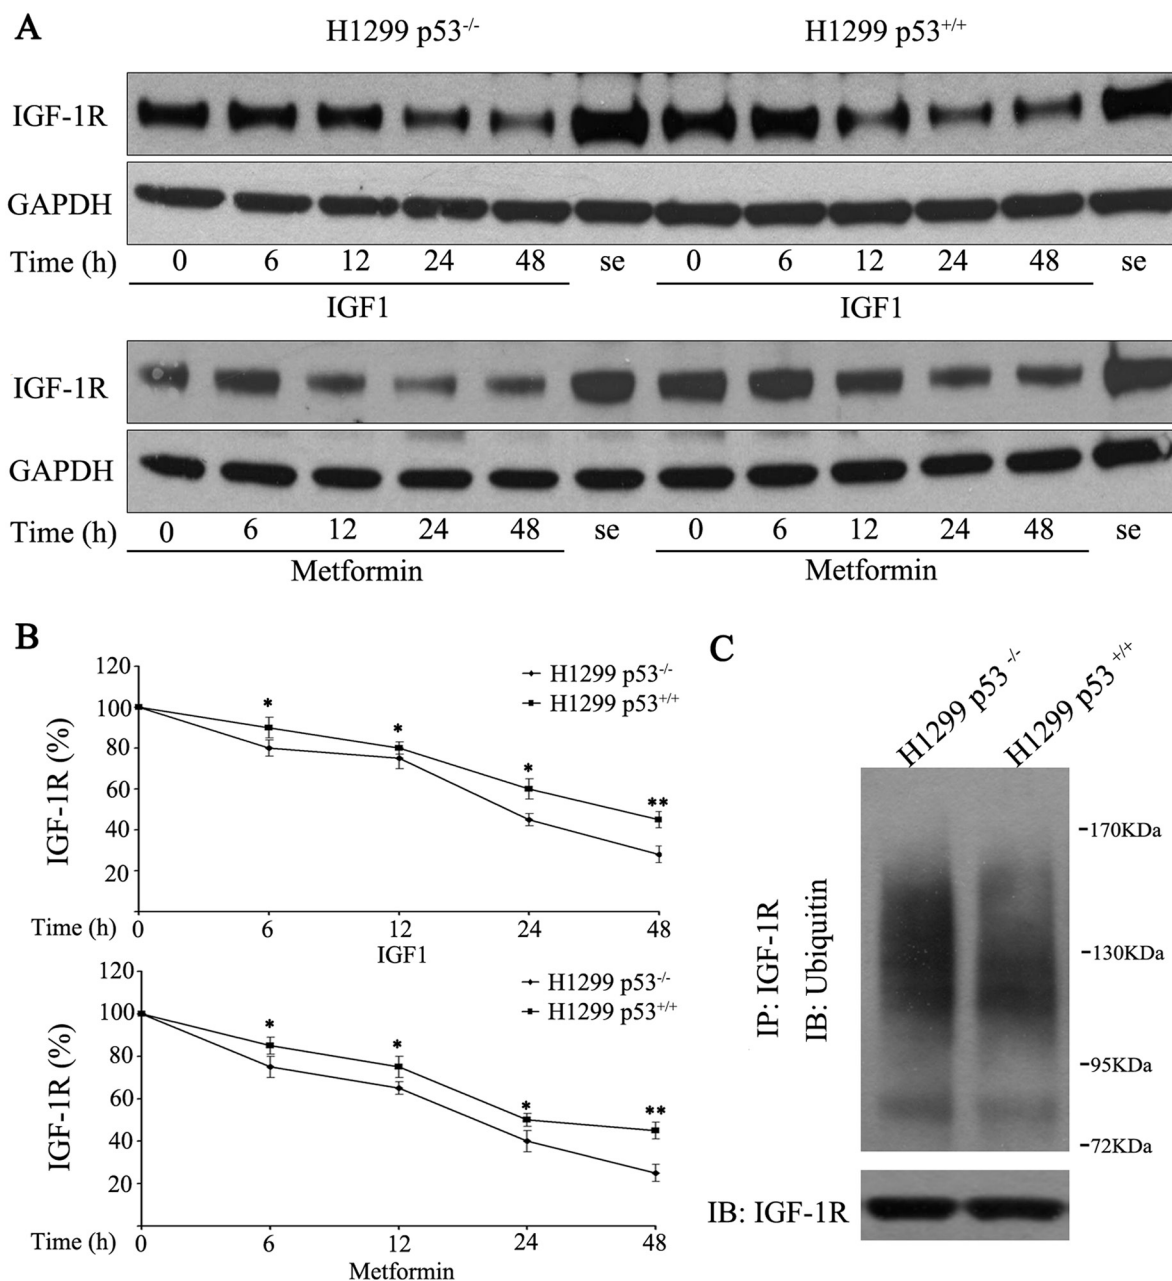 A
H1299 p53-/- H1299 p53+/+
IGF-1R
GAPDH
Time (h) 0 6 12 24 48 se 0 6 12 24 48 se
IGF1 IGF1
IGF-1R
GAPDH
Time (h) 0 6 12 24 48 se 0 6 12 24 48 se
Metformin Metformin
B
120
100
80
60
40
20
IGF-1R (%)
H1299 p53-/-
H1299 p53+/+
* * * **
Time (h) 0 6 12 24 48
IGF1
120
100
80
60
40
20
IGF-1R (%)
H1299 p53-/-
H1299 p53+/+
* * * **
Time (h) 0 6 12 24 48
Metformin
C
H1299 p53 -/-
H1299 p53 +/+
IP: IGF-1R
IB: Ubiquitin
-170KDa
-130KDa
-95KDa
-72KDa
IB: IGF-1R